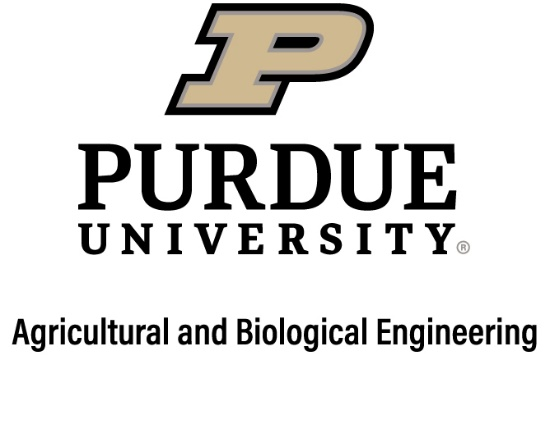 P
PURDUE
UNIVERSITY®
Agricultural and Biological Engineering